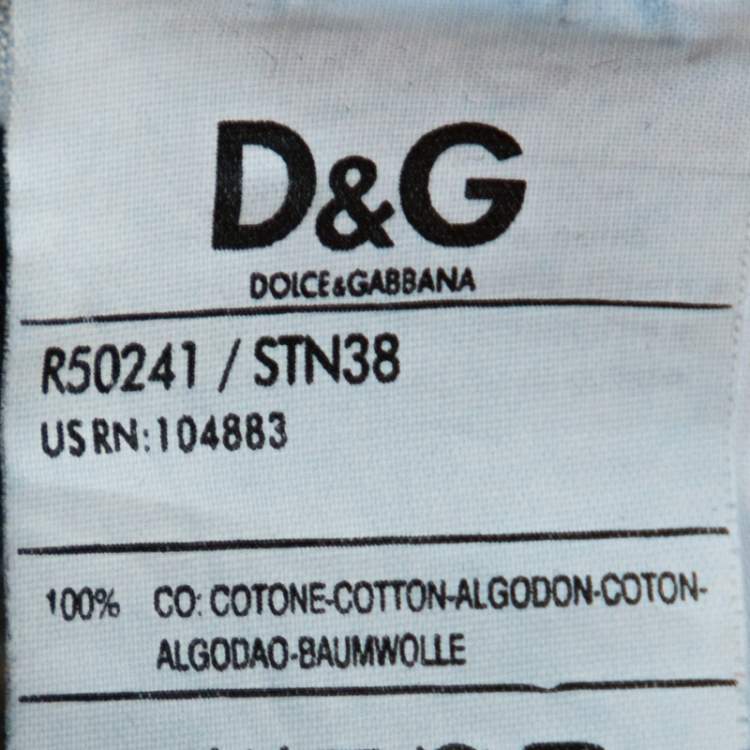 D&G
DOLCE&GABBANA
R50241 / STN38
US RN:104883
100% CO: COTONE-COTTON-ALGODON-COTON-
ALGODAO-BAUMWOLLE